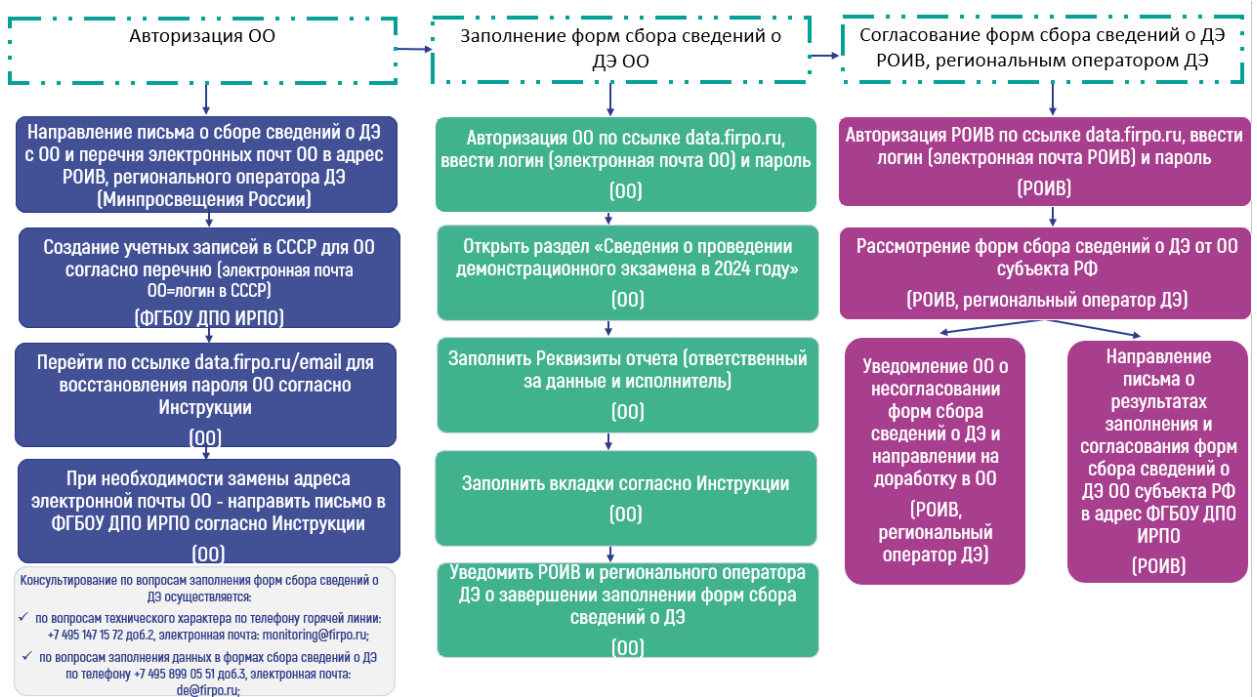 Авторизация ОО
Заполнение форм сбора сведений о
ДЭ ОО
Согласование форм сбора сведений о ДЭ
РОИВ, региональным оператором ДЭ
Направление письма о сборе сведений о ДЭ
с ОО и перечня электронных почт ОО в адрес
РОИВ, регионального оператора ДЭ
(Минпросвещения России)
Создание учетных записей в СССР для ОО
согласно перечню (электронная почта
ОО=логин в СССР)
(ФГБОУ ДПО ИРПО)
Перейти по ссылке data.firpo.ru/email для
восстановления пароля ОО согласно
Инструкции
(ОО)
При необходимости замены адреса
электронной почты ОО - направить письмо в
ФГБОУ ДПО ИРПО согласно Инструкции
(ОО)
Консультирование по вопросам заполнения форм сбора сведений о
ДЭ осуществляется:
✓ по вопросам технического характера по телефону горячей линии:
+7 495 147 15 72 доб.2, электронная почта: monitoring@firpo.ru;
✓ по вопросам заполнения данных в формах сбора сведений о ДЭ
по телефону +7 495 899 05 51 доб.3, электронная почта:
de@firpo.ru;
Авторизация ОО по ссылке data.firpo.ru,
ввести логин (электронная почта ОО) и пароль
(ОО)
Открыть раздел «Сведения о проведении
демонстрационного экзамена в 2024 году»
(ОО)
Заполнить Реквизиты отчета (ответственный
за данные и исполнитель)
(ОО)
Заполнить вкладки согласно Инструкции
(ОО)
Уведомить РОИВ и регионального оператора
ДЭ о завершении заполнении форм сбора
сведений о ДЭ
(ОО)
Авторизация РОИВ по ссылке data.firpo.ru, ввести
логин (электронная почта РОИВ) и пароль
(РОИВ)
Рассмотрение форм сбора сведений о ДЭ от ОО
субъекта РФ
(РОИВ, региональный оператор ДЭ)
Уведомление ОО о
несогласовании
форм сбора
сведений о ДЭ и
направлении на
доработку в ОО
(РОИВ,
региональный
оператор ДЭ)
Направление
письма о
результатах
заполнения и
согласования форм
сбора сведений о
ДЭ ОО субъекта РФ
в адрес ФГБОУ ДПО
ИРПО
(РОИВ)